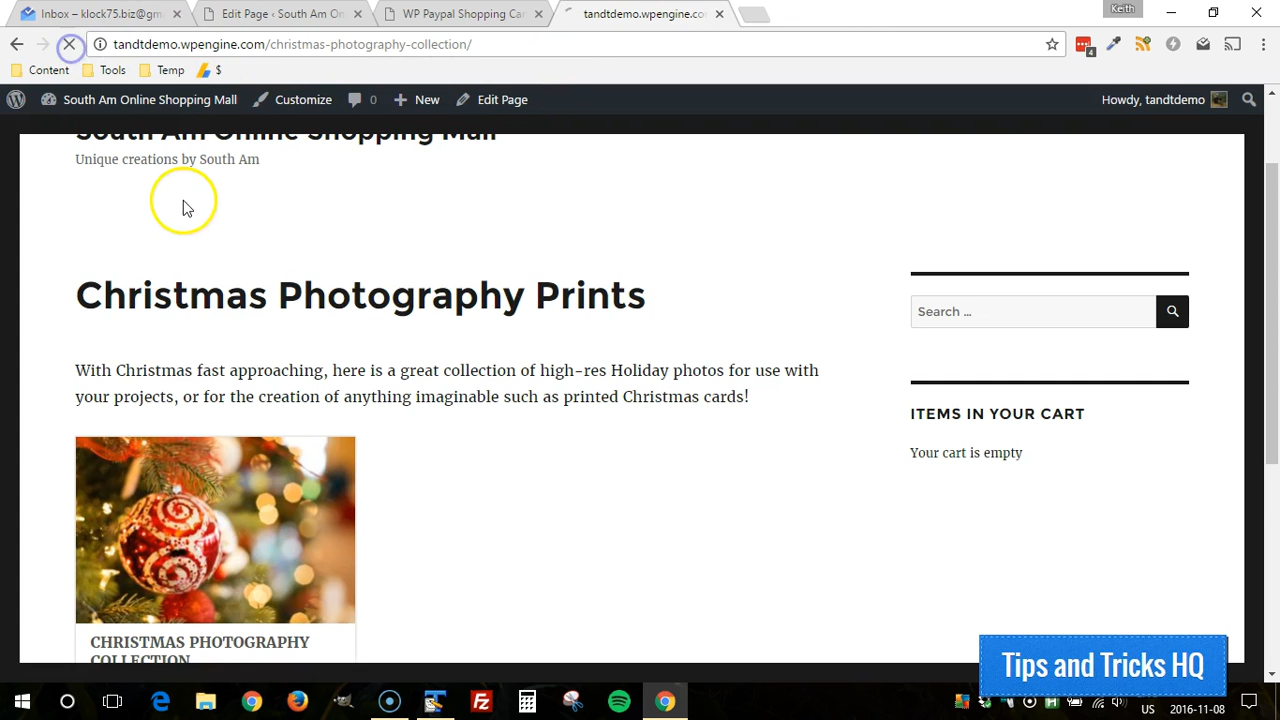 Keith
Inbox – klock75.biz@gm
Edit Page ‹ South Am On
WP Paypal Shopping Car
tandtdemo.wpengine.co
tandtdemo.wpengine.com/christmas-photography-collection/
4
Content
Tools
Temp
$
South Am Online Shopping Mall
Customize
0
New
Edit Page
Howdy, tandtdemo
South Am Online Shopping Mall
Unique creations by South Am
Christmas Photography Prints
Search …
With Christmas fast approaching, here is a great collection of high-res Holiday photos for use with
your projects, or for the creation of anything imaginable such as printed Christmas cards!
ITEMS IN YOUR CART
Your cart is empty
CHRISTMAS PHOTOGRAPHY
COLLECTION
Tips and Tricks HQ
US
2016-11-08